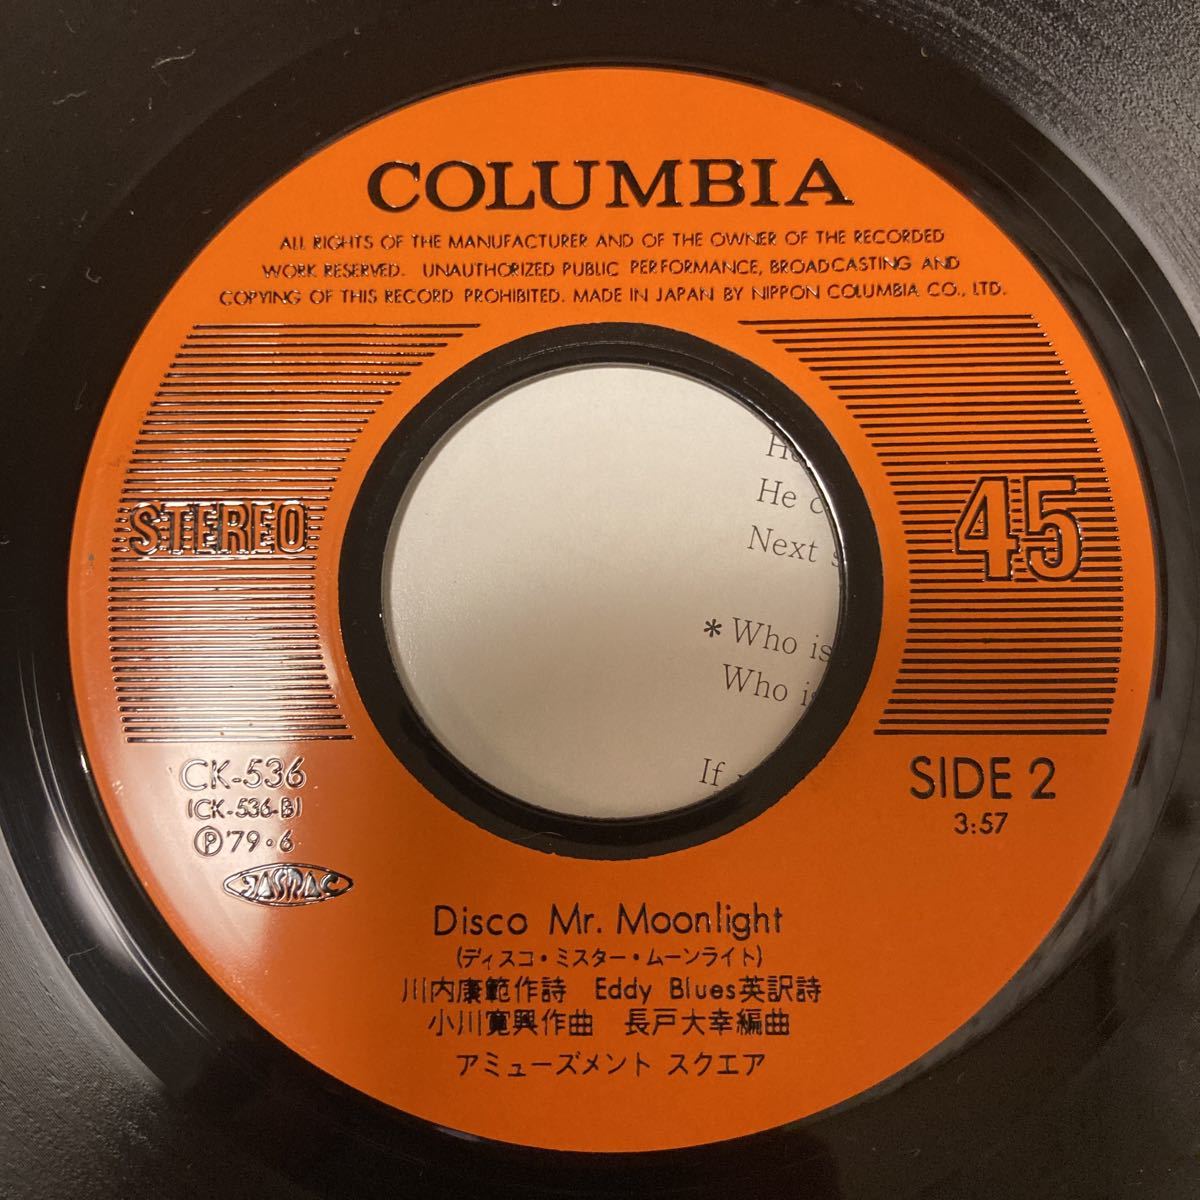 COLUMBIA
ALL RIGHTS OF THE MANUFACTURER AND OF THE OWNER OF THE RECORDED
WORK RESERVED. UNAUTHORIZED PUBLIC PERFORMANCE, BROADCASTING AND
COPYING OF THIS RECORD PROHIBITED. MADE IN JAPAN BY NIPPON COLUMBIA CO., LTD.
He
Next
* Who is
Who is
If
STEREO
45
CK-536
(CK-536-B)
Ⓟ'79・6
JASRAC
SIDE 2
3:57
Disco Mr. Moonlight
(ディスコ・ミスター・ムーンライト)
川内康範作詩 Eddy Blues英訳詩
小川寛興作曲 長戸大幸編曲
アミューズメント スクエア